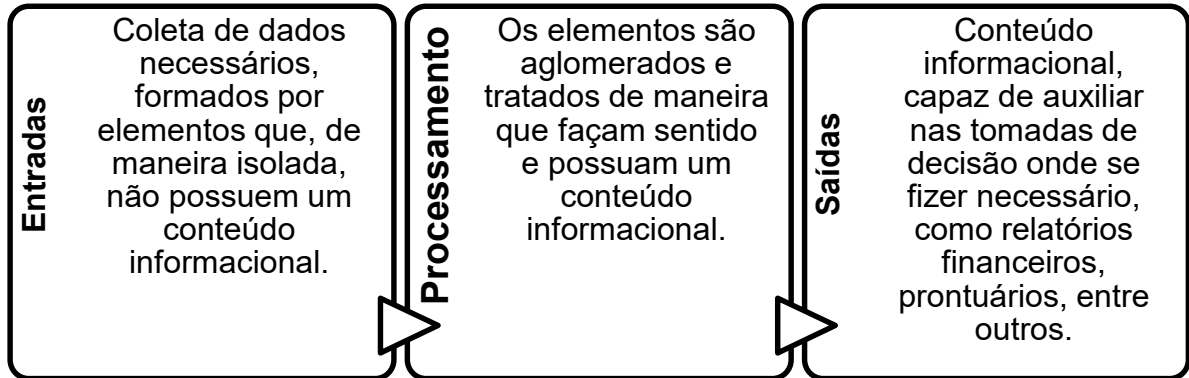 Entradas
Coleta de dados
necessários,
formados por
elementos que, de
maneira isolada,
não possuem um
conteúdo
informacional.
Processamento
Os elementos são
aglomerados e
tratados de maneira
que façam sentido
e possuam um
conteúdo
informacional.
Saídas
Conteúdo
informacional,
capaz de auxiliar
nas tomadas de
decisão onde se
fizer necessário,
como relatórios
financeiros,
prontuários, entre
outros.